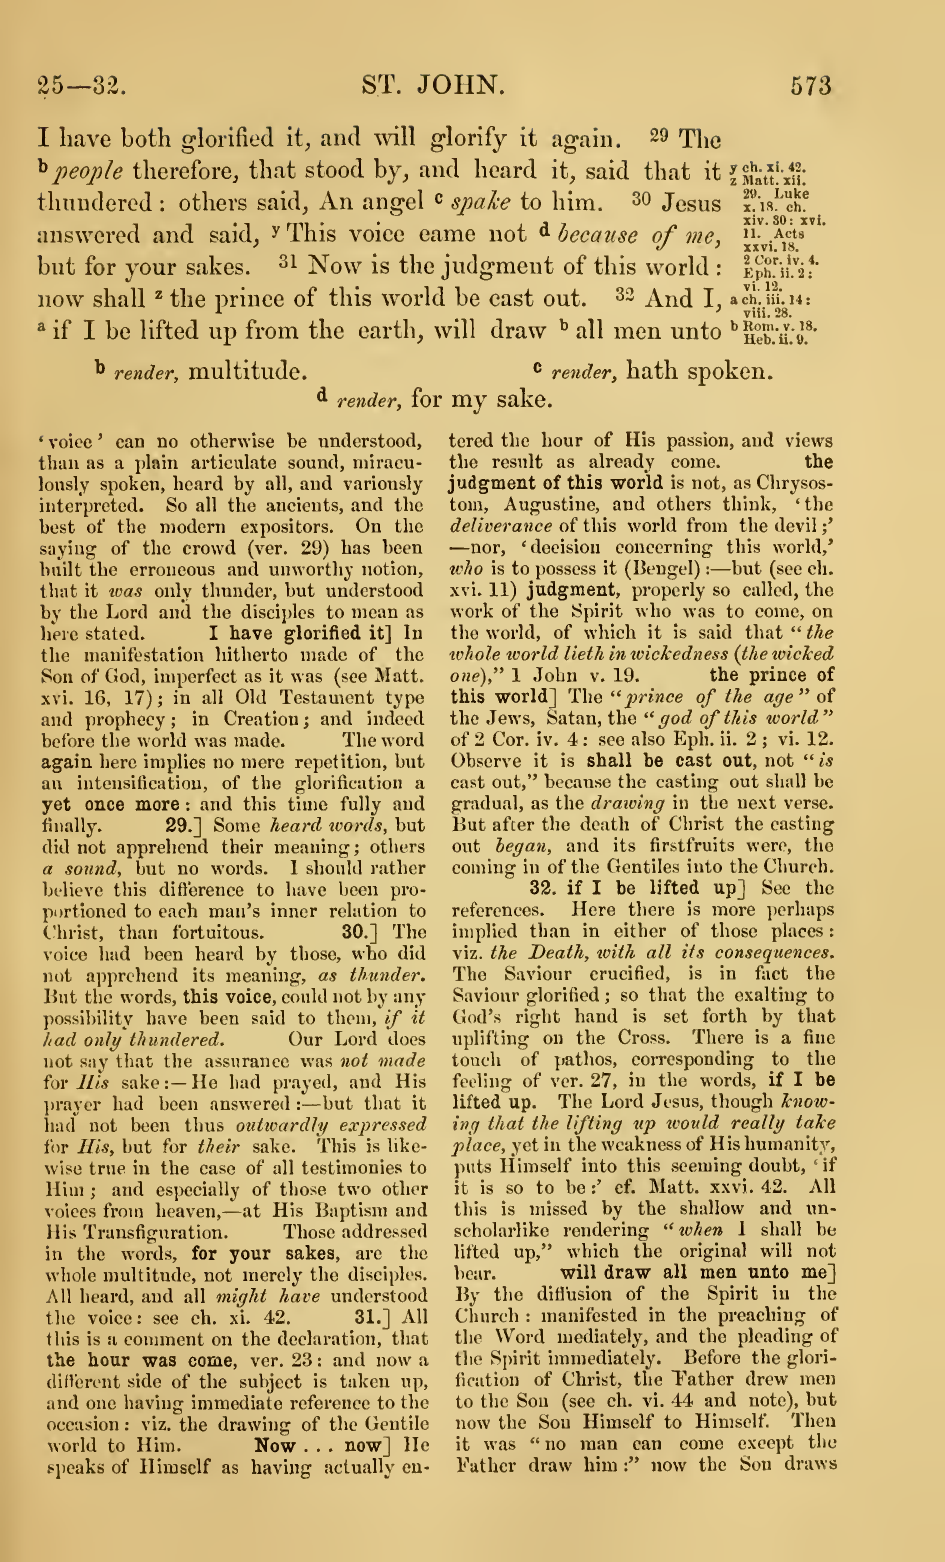 25—32. ST. JOHN. 573
I have both glorified it, and will glorify it again. 29 The
b people therefore, that stood by, and heard it, said that it
thundered: others said, An angel c spake to him. 30 Jesus
answered and said, y This voice came not d because of me,
but for your sakes. 31 Now is the judgment of this world:
now shall z the prince of this world be cast out. 32 And I,
a if I be lifted up from the earth, will draw b all men unto
y ch. xi. 42.
z Matt. xii.
29. Luke
x. 18. ch.
xiv. 30: xvi.
11. Acts
xxvi. 18.
2 Cor. iv. 4.
Eph. ii. 2:
vi. 12.
a ch. iii. 14:
viii. 28.
b Rom. v. 18.
Heb. ii. 9.
b render, multitude. c render, hath spoken.
d render, for my sake.
‘voice’ can no otherwise be understood,
than as a plain articulate sound, miracu-
lously spoken, heard by all, and variously
interpreted. So all the ancients, and the
best of the modern expositors. On the
saying of the crowd (ver. 29) has been
built the erroneous and unworthy notion,
that it was only thunder, but understood
by the Lord and the disciples to mean as
here stated. I have glorified it] In
the manifestation hitherto made of the
Son of God, imperfect as it was (see Matt.
xvi. 16, 17); in all Old Testament type
and prophecy; in Creation; and indeed
before the world was made. The word
again here implies no mere repetition, but
an intensification, of the glorification a
yet once more: and this time fully and
finally. 29.] Some heard words, but
did not apprehend their meaning; others
a sound, but no words. I should rather
believe this difference to have been pro-
portioned to each man's inner relation to
Christ, than fortuitous. 30.] The
voice had been heard by those, who did
not apprehend its meaning, as thunder.
But the words, this voice, could not by any
possibility have been said to them, if it
had only thundered. Our Lord does
not say that the assurance was not made
for His sake:—He had prayed, and His
prayer had been answered:—but that it
had not been thus outwardly expressed
for His, but for their sake. This is like-
wise true in the case of all testimonies to
Him; and especially of those two other
voices from heaven,—at His Baptism and
His Transfiguration. Those addressed
in the words, for your sakes, are the
whole multitude, not merely the disciples.
All heard, and all might have understood
the voice: see ch. xi. 42. 31.] All
this is a comment on the declaration, that
the hour was come, ver. 23: and now a
different side of the subject is taken up,
and one having immediate reference to the
occasion: viz. the drawing of the Gentile
world to Him. Now . . . now] He
speaks of Himself as having actually en-
tered the hour of His passion, and views
the result as already come. the
judgment of this world is not, as Chrysos-
tom, Augustine, and others think, ‘the
deliverance of this world from the devil;’
—nor, ‘decision concerning this world,’
who is to possess it (Bengel):—but (see ch.
xvi. 11) judgment, properly so called, the
work of the Spirit who was to come, on
the world, of which it is said that “the
whole world lieth in wickedness (the wicked
one),” 1 John v. 19. the prince of
this world] The “prince of the age” of
the Jews, Satan, the “god of this world”
of 2 Cor. iv. 4: see also Eph. ii. 2; vi. 12.
Observe it is shall be cast out, not “is
cast out,” because the casting out shall be
gradual, as the drawing in the next verse.
But after the death of Christ the casting
out began, and its firstfruits were, the
coming in of the Gentiles into the Church.
32. if I be lifted up] See the
references. Here there is more perhaps
implied than in either of those places:
viz. the Death, with all its consequences.
The Saviour crucified, is in fact the
Saviour glorified; so that the exalting to
God's right hand is set forth by that
uplifting on the Cross. There is a fine
touch of pathos, corresponding to the
feeling of ver. 27, in the words, if I be
lifted up. The Lord Jesus, though know-
ing that the lifting up would really take
place, yet in the weakness of His humanity,
puts Himself into this seeming doubt, ‘if
it is so to be:’ cf. Matt. xxvi. 42. All
this is missed by the shallow and un-
scholarlike rendering “when I shall be
lifted up,” which the original will not
bear. will draw all men unto me]
By the diffusion of the Spirit in the
Church: manifested in the preaching of
the Word mediately, and the pleading of
the Spirit immediately. Before the glori-
fication of Christ, the Father drew men
to the Son (see ch. vi. 44 and note), but
now the Son Himself to Himself. Then
it was “no man can come except the
Father draw him:” now the Son draws